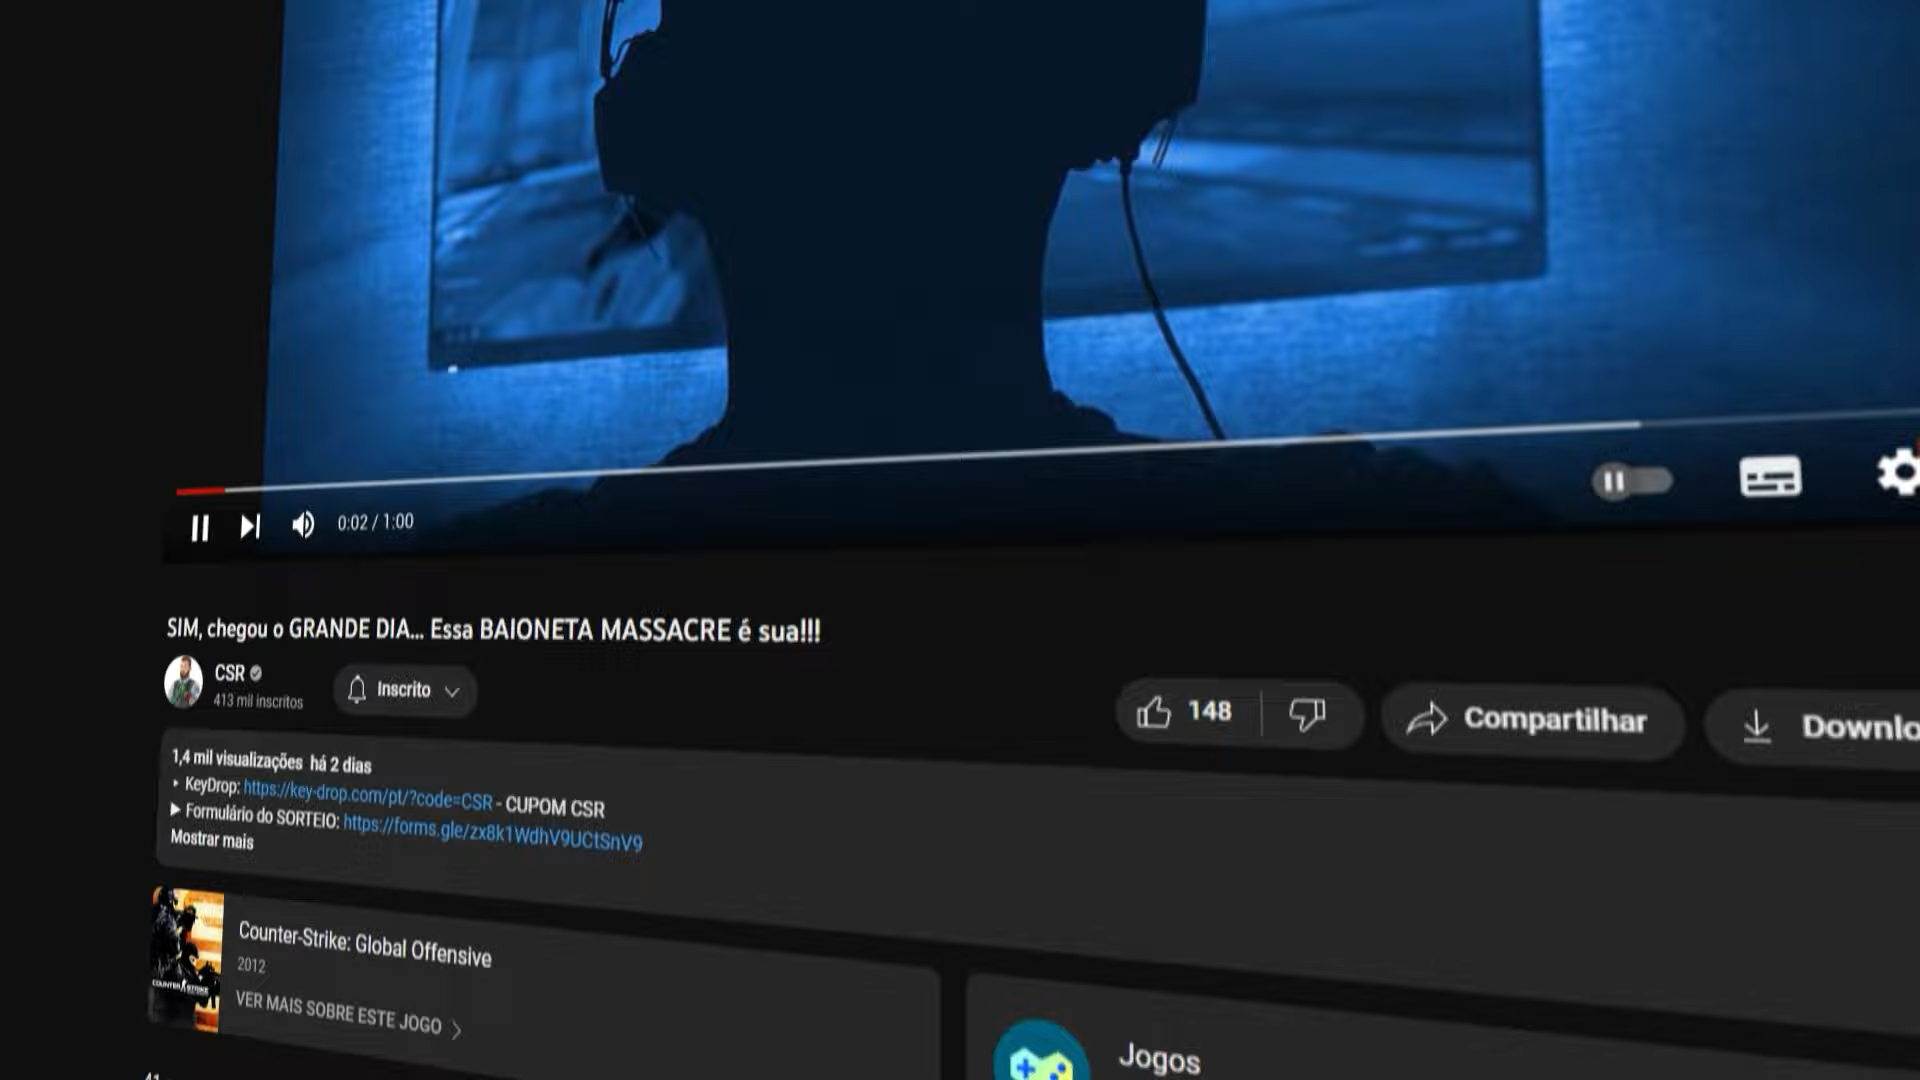 0:02 / 1:00
SIM, chegou o GRANDE DIA... Essa BAIONETA MASSACRE é sua!!!
CSR
413 mil inscritos
Inscrito
148
Compartilhar
Downlo
1,4 mil visualizações há 2 dias
‣ KeyDrop: https://key-drop.com/pt/?code=CSR - CUPOM CSR
► Formulário do SORTEIO: https://forms.gle/zx8k1WdhV9UCtSnV9
Mostrar mais
COUNTER STRIKE
Counter-Strike: Global Offensive
2012
VER MAIS SOBRE ESTE JOGO
Jogos